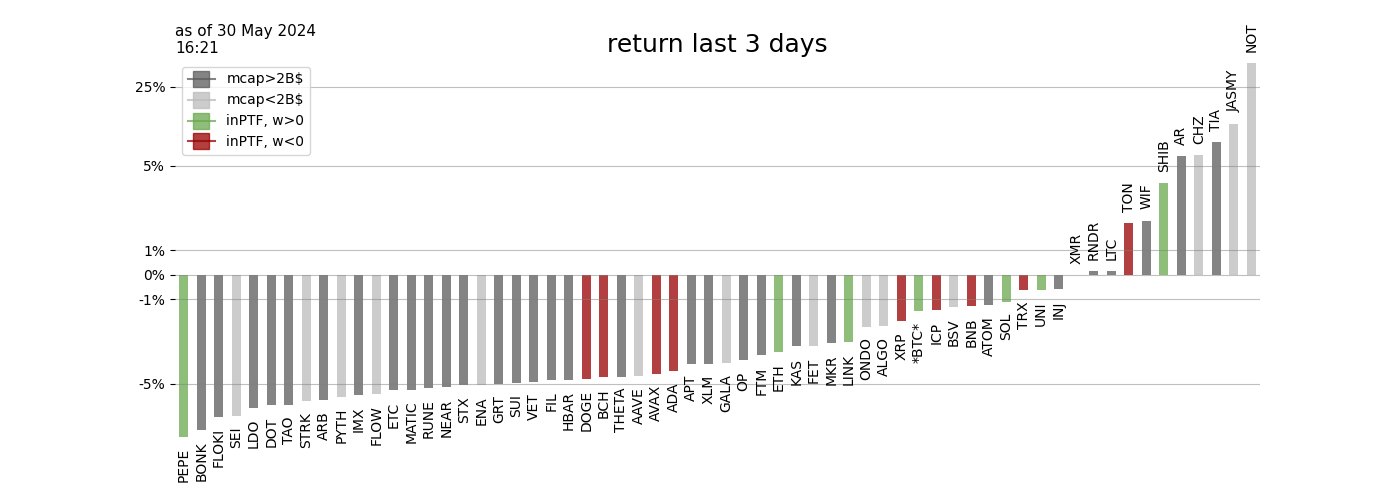 as of 30 May 2024
16:21
return last 3 days
mcap>2B$
mcap<2B$
inPTF, w>0
inPTF, w<0
25%
5%
1%
0%
-1%
-5%
PEPE
BONK
FLOKI
SEI
LDO
DOT
TAO
STRK
ARB
PYTH
IMX
FLOW
ETC
MATIC
RUNE
NEAR
STX
ENA
GRT
SUI
VET
FIL
HBAR
DOGE
BCH
THETA
AAVE
AVAX
ADA
APT
XLM
GALA
OP
FTM
ETH
KAS
FET
MKR
LINK
ONDO
ALGO
XRP
*BTC*
ICP
BSV
BNB
ATOM
SOL
TRX
UNI
INJ
XMR
RNDR
LTC
TON
WIF
SHIB
AR
CHZ
TIA
JASMY
NOT